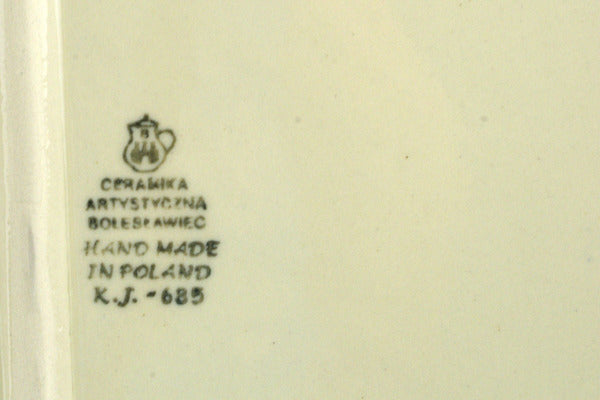 B
CERAMIKA
ARTYSTYCZNA
BOLESŁAWIEC
HAND MADE
IN POLAND
K.J. - 685